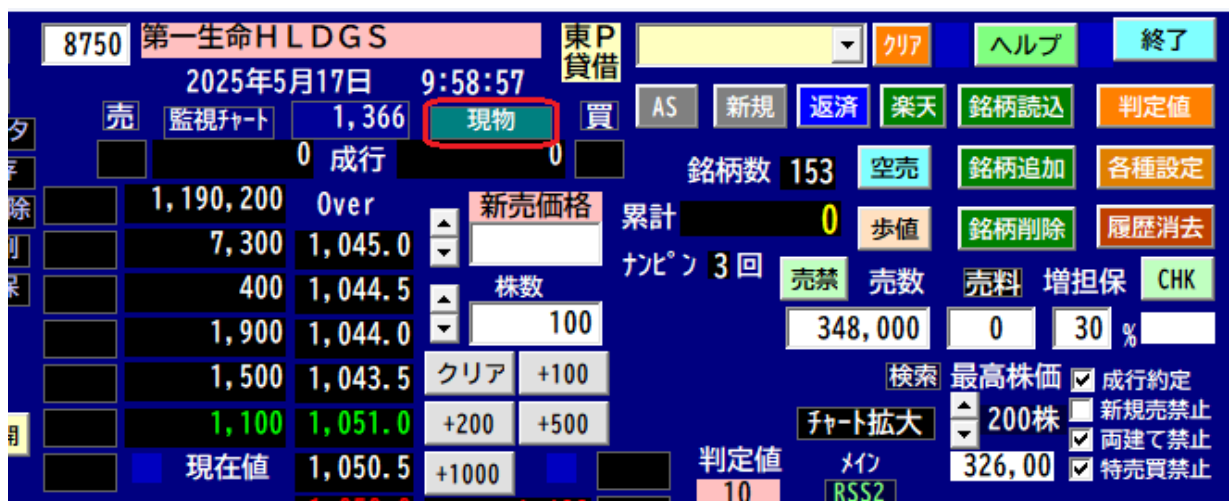 8750 第一生命ＨＬＤＧＳ 東Ｐ 貸借 クリア ヘルプ 終了
2025年5月17日 9:58:57
売 監視ﾁｬｰﾄ 1,366 現物 買 AS 新規 返済 楽天 銘柄読込 判定値
0 成行 0
銘柄数 153 空売 銘柄追加 各種設定
1,190,200 Over 新売価格 累計 0 歩値 銘柄削除 履歴消去
除
7,300 1,045.0
ﾅﾝﾋﾟﾝ 3回 売禁 売数 売料 増担保 CHK
400 1,044.5 株数
1,900 1,044.0 100 348,000 0 30 %
1,500 1,043.5 クリア +100 検索 最高株価 成行約定
1,100 1,051.0 +200 +500 ﾁｬｰﾄ拡大 200株 新規売禁止
両建て禁止
現在値 1,050.5 +1000 判定値 ﾒｲﾝ 326,00 特売買禁止
10 RSS2